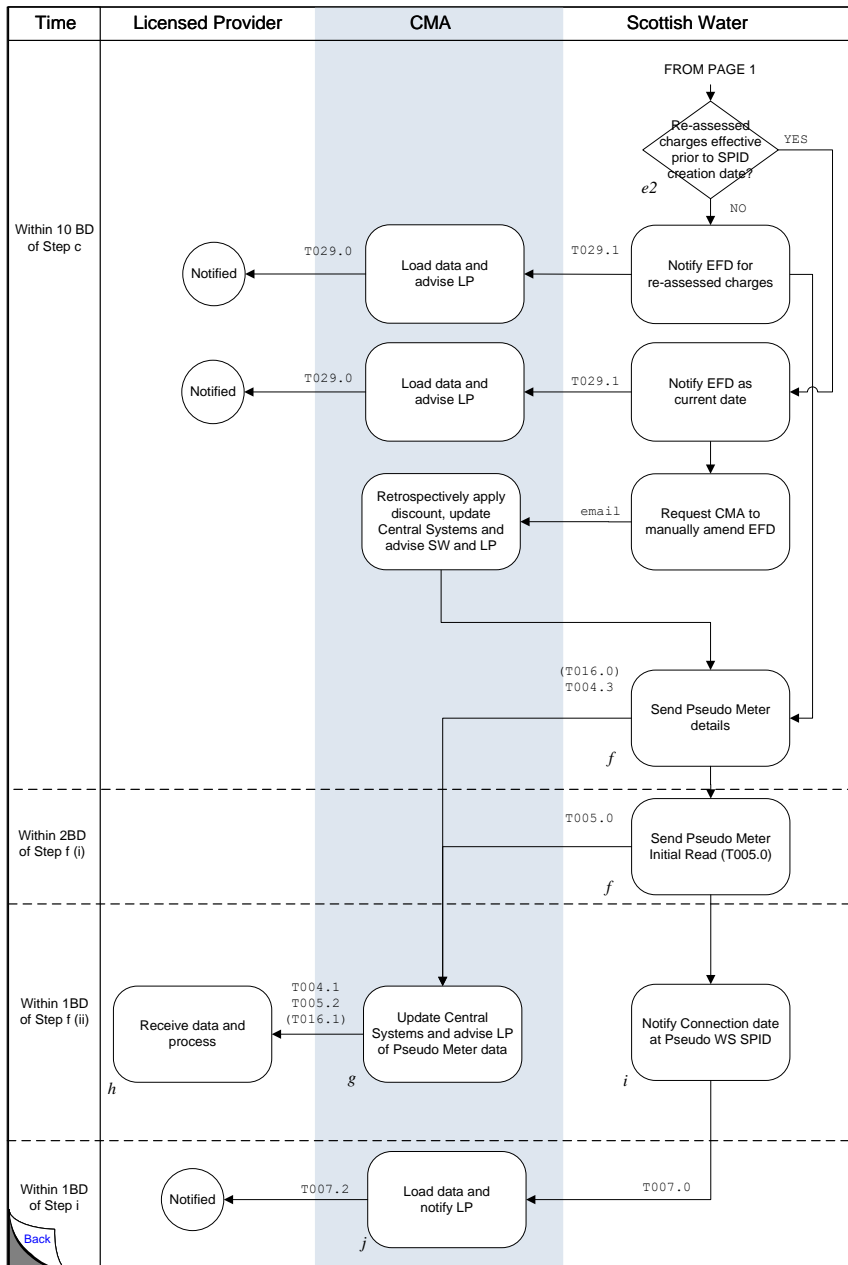 Time
Licensed Provider
CMA
Scottish Water
FROM PAGE 1
Re-assessed
charges effective
prior to SPID
creation date?
YES
e2
NO
Within 10 BD
of Step c
Notified
T029.0
Load data and
advise LP
T029.1
Notify EFD for
re-assessed charges
Notified
T029.0
Load data and
advise LP
T029.1
Notify EFD as
current date
Retrospectively apply
discount, update
Central Systems and
advise SW and LP
email
Request CMA to
manually amend EFD
(T016.0)
T004.3
Send Pseudo Meter
details
f
Within 2BD
of Step f (i)
T005.0
Send Pseudo Meter
Initial Read (T005.0)
f
Within 1BD
of Step f (ii)
Receive data and
process
h
T004.1
T005.2
(T016.1)
Update Central
Systems and advise LP
of Pseudo Meter data
g
Notify Connection date
at Pseudo WS SPID
i
Within 1BD
of Step i
Notified
T007.2
Load data and
notify LP
j
T007.0
Back